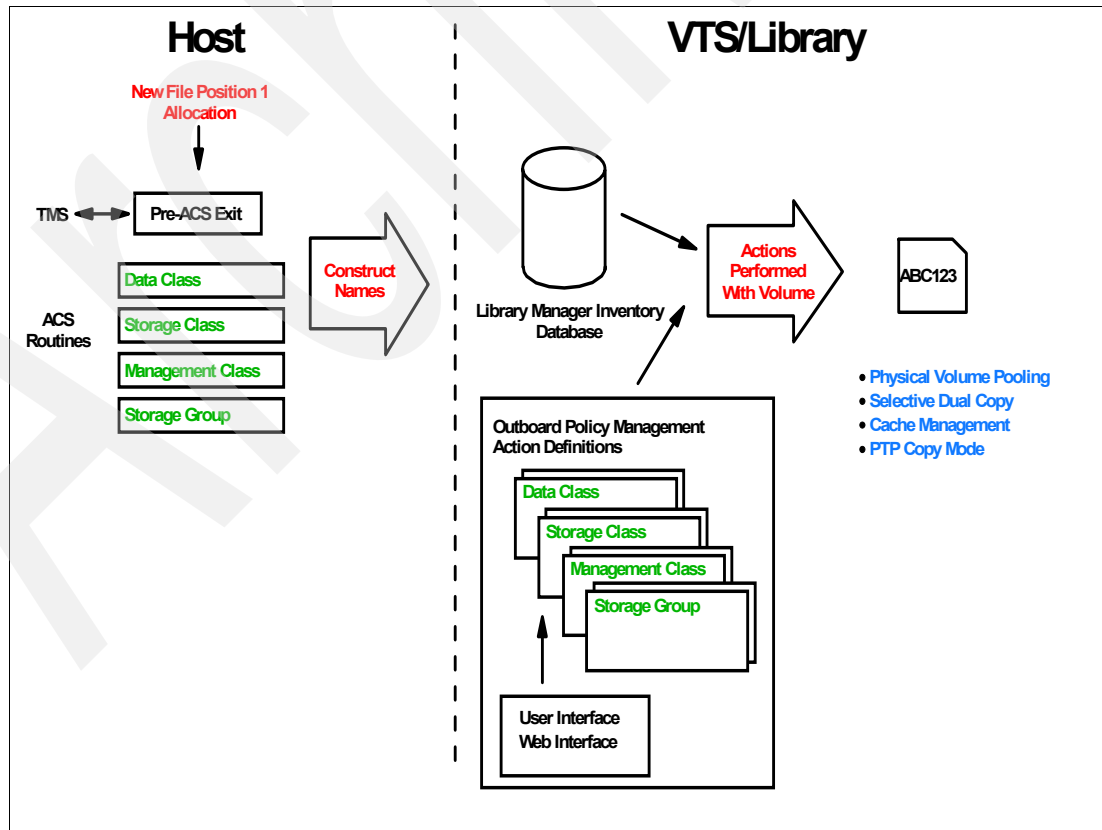 Host
VTS/Library
New File Position 1
Allocation
TMS
Pre-ACS Exit
ACS
Routines
Data Class
Storage Class
Management Class
Storage Group
Construct
Names
Library Manager Inventory
Database
Actions
Performed
With Volume
ABC123
• Physical Volume Pooling
• Selective Dual Copy
• Cache Management
• PTP Copy Mode
Outboard Policy Management
Action Definitions
Data Class
Storage Class
Management Class
Storage Group
User Interface
Web Interface